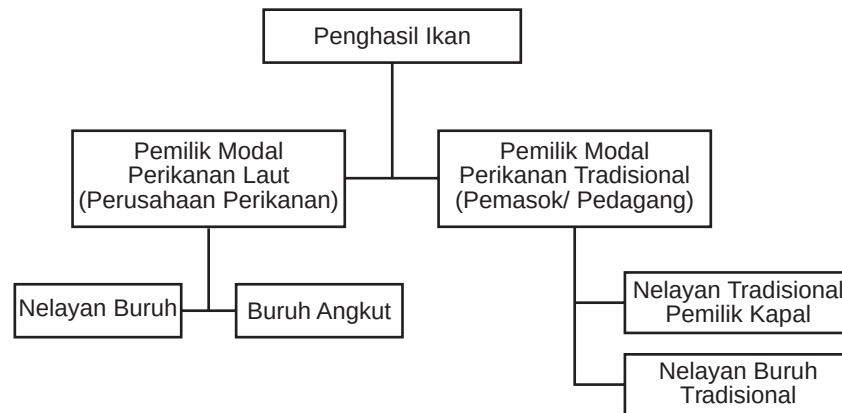 Penghasil Ikan
Pemilik Modal
Perikanan Laut
(Perusahaan Perikanan)
Pemilik Modal
Perikanan Tradisional
(Pemasok/ Pedagang)
Nelayan Buruh
Buruh Angkut
Nelayan Tradisional
Pemilik Kapal
Nelayan Buruh
Tradisional